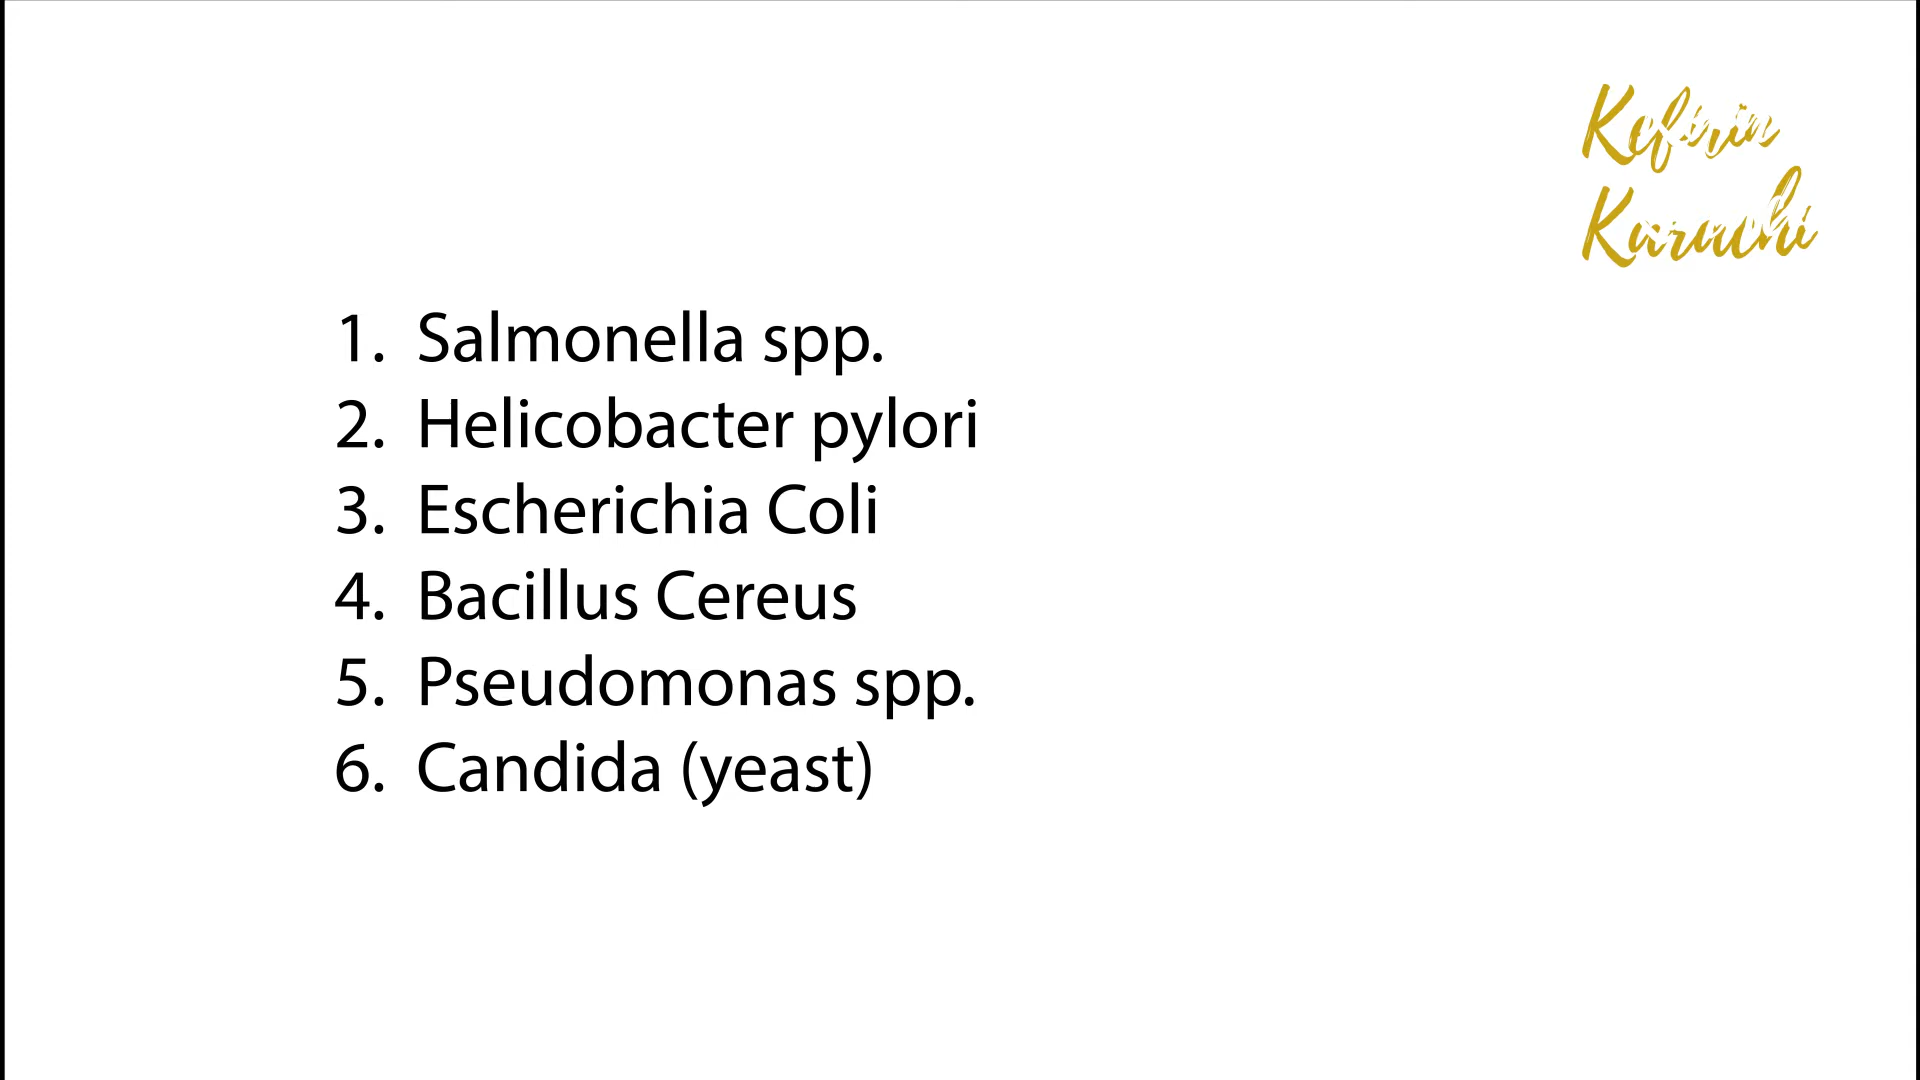 Kefirin
Karachi
1. Salmonella spp.
2. Helicobacter pylori
3. Escherichia Coli
4. Bacillus Cereus
5. Pseudomonas spp.
6. Candida (yeast)